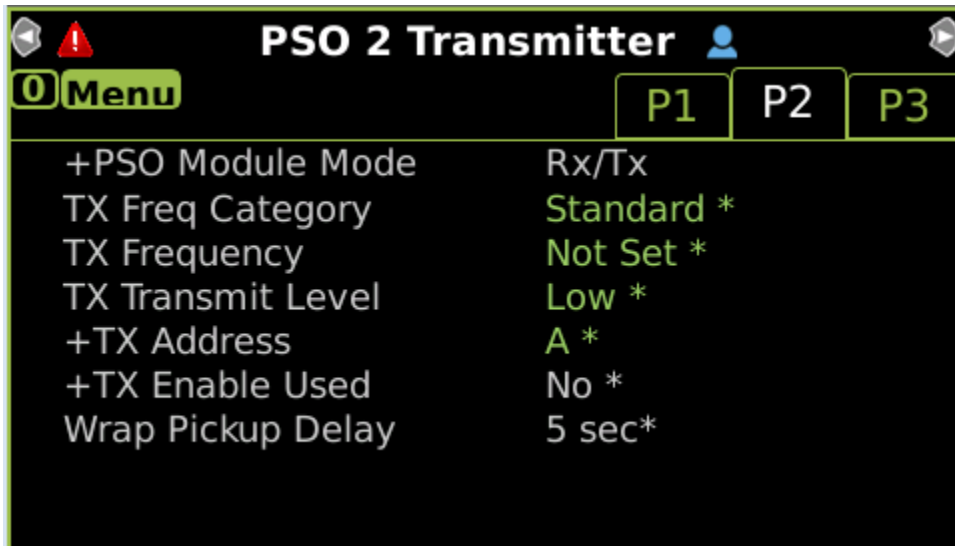 PSO 2 Transmitter
0 Menu
P1 P2 P3
+PSO Module Mode Rx/Tx
TX Freq Category Standard *
TX Frequency Not Set *
TX Transmit Level Low *
+TX Address A *
+TX Enable Used No *
Wrap Pickup Delay 5 sec*